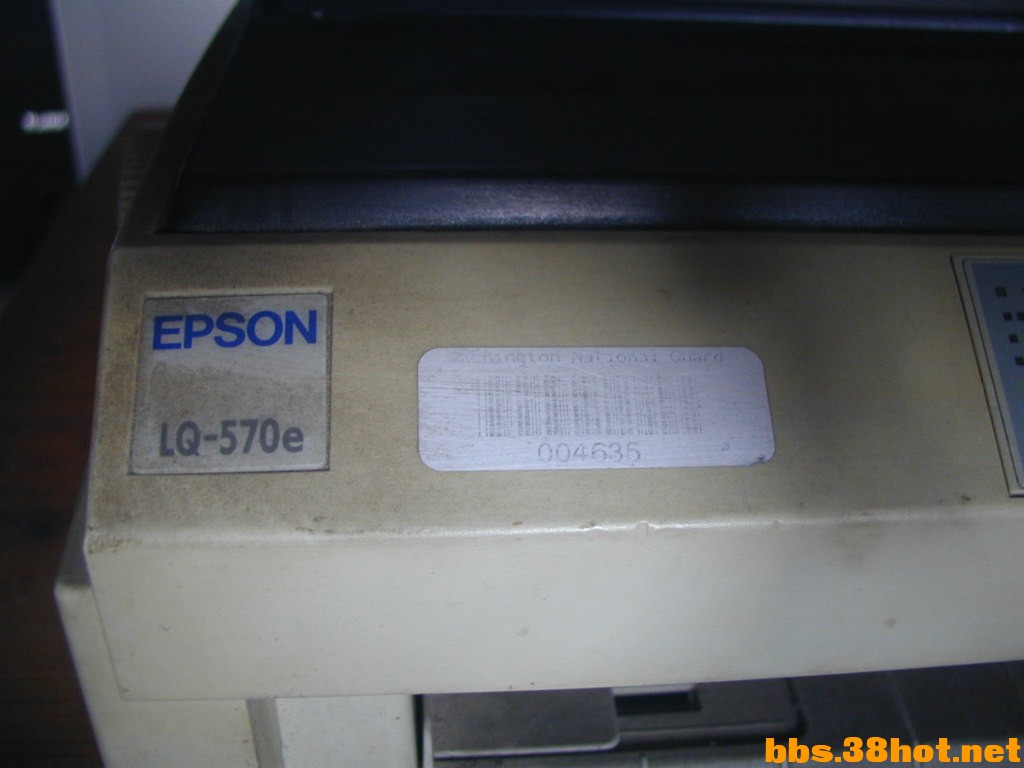 EPSON
LQ-570e
National Guard
004635
bbs.38hot.net